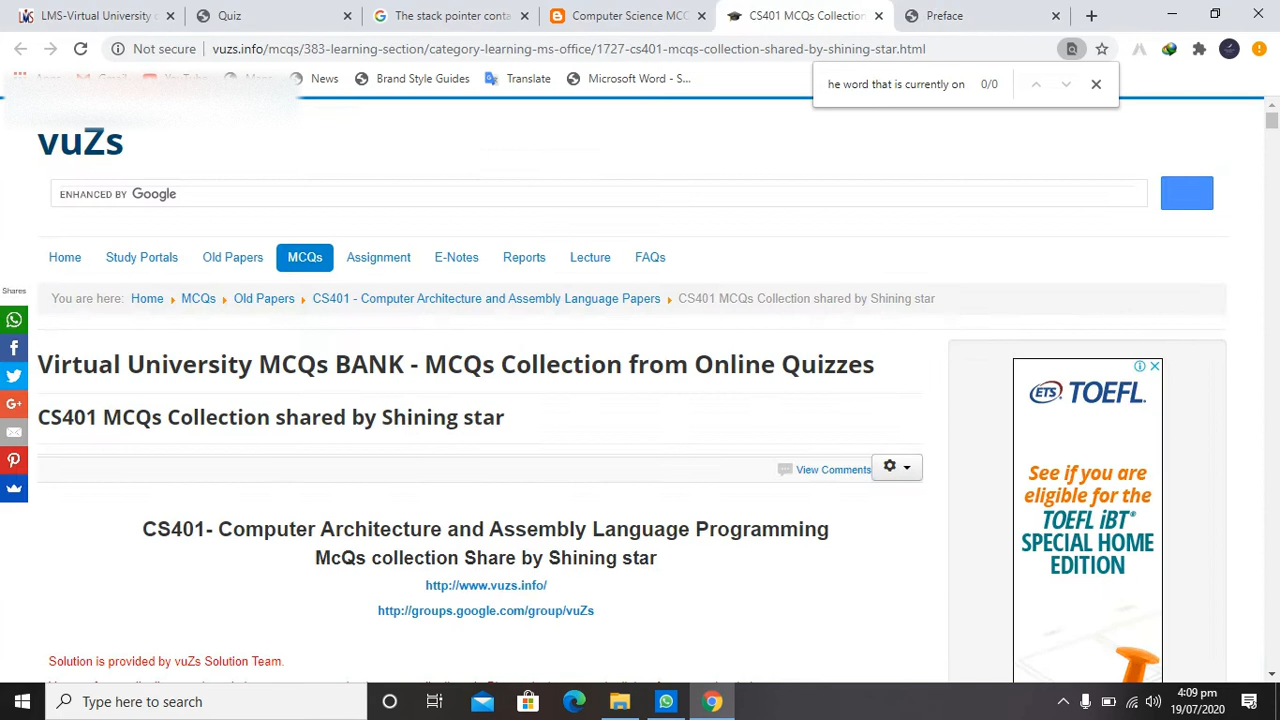 LMS-Virtual University o
Quiz
The stack pointer conta
Computer Science MC
CS401 MCQs Collection
Preface
Not secure
vuzs.info/mcqs/383-learning-section/category-learning-ms-office/1727-cs401-mcqs-collection-shared-by-shining-star.html
Apps
Gmail
YouTube
Maps
News
Brand Style Guides
Translate
Microsoft Word - S...
he word that is currently on
0/0
vuZs
ENHANCED BY Google
Home
Study Portals
Old Papers
MCQs
Assignment
E-Notes
Reports
Lecture
FAQs
Shares
You are here: Home MCQs Old Papers CS401 - Computer Architecture and Assembly Language Papers CS401 MCQs Collection shared by Shining star
Virtual University MCQs BANK - MCQs Collection from Online Quizzes
CS401 MCQs Collection shared by Shining star
View Comments
CS401- Computer Architecture and Assembly Language Programming
McQs collection Share by Shining star
http://www.vuzs.info/
http://groups.google.com/group/vuZs
Solution is provided by vuZs Solution Team.
ETS TOEFL.
See if you are
eligible for the
TOEFL iBT®
SPECIAL HOME
EDITION
Type here to search
4:09 pm
19/07/2020